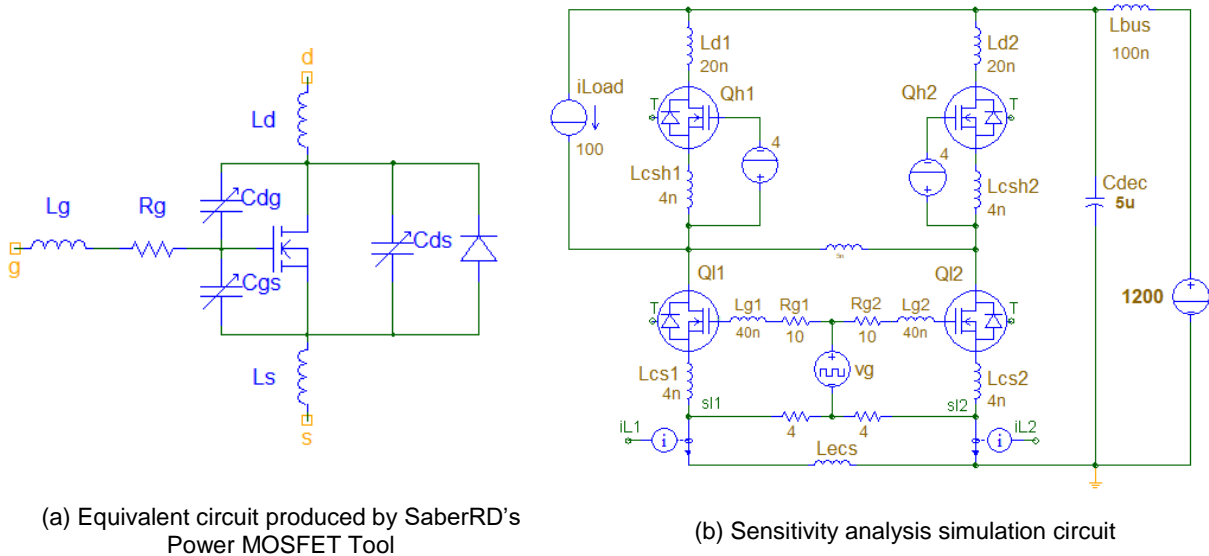 d
Ld
Cdg
Lg
Rg
Cds
g
Cgs
Ls
s
(a) Equivalent circuit produced by SaberRD's
Power MOSFET Tool
Ld1
20n
Ld2
20n
Lbus
100n
iLoad
100
Qh1
T
4
Qh2
T
4
Lcsh1
4n
Lcsh2
4n
Cdec
5u
Ql1
T
Lg1
40n
Rg1
10
Rg2
10
Lg2
40n
Ql2
T
1200
Lcs1
4n
vg
Lcs2
4n
sl1
sl2
4
4
iL1
i
i
iL2
Lecs
(b) Sensitivity analysis simulation circuit